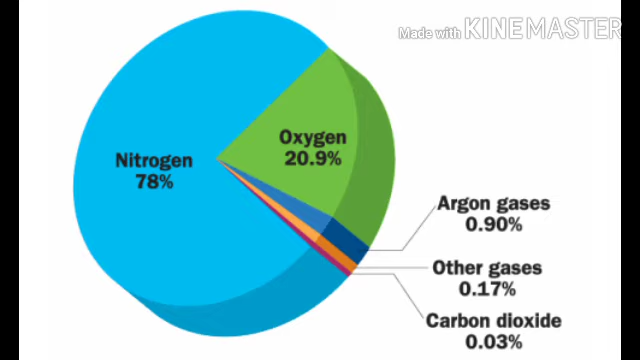 Made with KINEMASTER
Oxygen
20.9%
Nitrogen
78%
Argon gases
0.90%
Other gases
0.17%
Carbon dioxide
0.03%